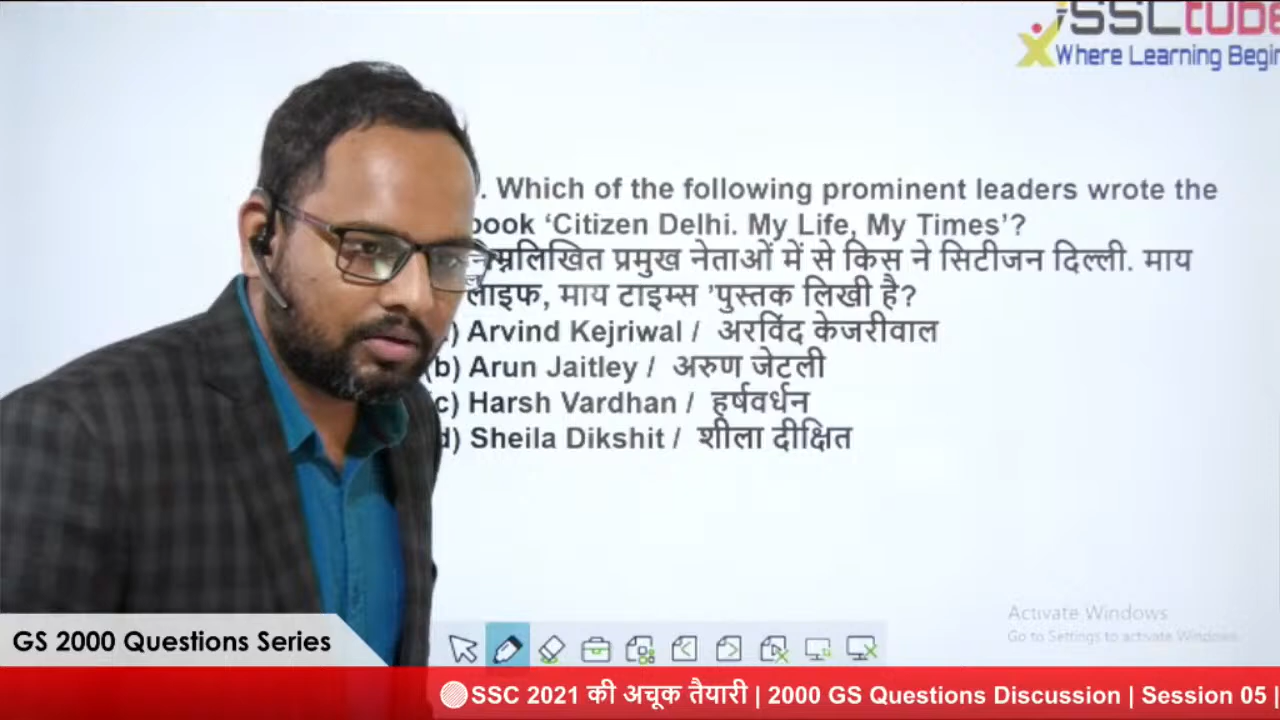 SSCtube
Where Learning Begin
. Which of the following prominent leaders wrote the
book ‘Citizen Delhi. My Life, My Times’?
निम्नलिखित प्रमुख नेताओं में से किस ने सिटीजन दिल्ली. माय
लाइफ, माय टाइम्स ’पुस्तक लिखी है?
) Arvind Kejriwal / अरविंद केजरीवाल
(b) Arun Jaitley / अरुण जेटली
(c) Harsh Vardhan / हर्षवर्धन
d) Sheila Dikshit / शीला दीक्षित
Activate Windows
Go to Settings to activate Windows.
GS 2000 Questions Series
SSC 2021 की अचूक तैयारी | 2000 GS Questions Discussion | Session 05 |